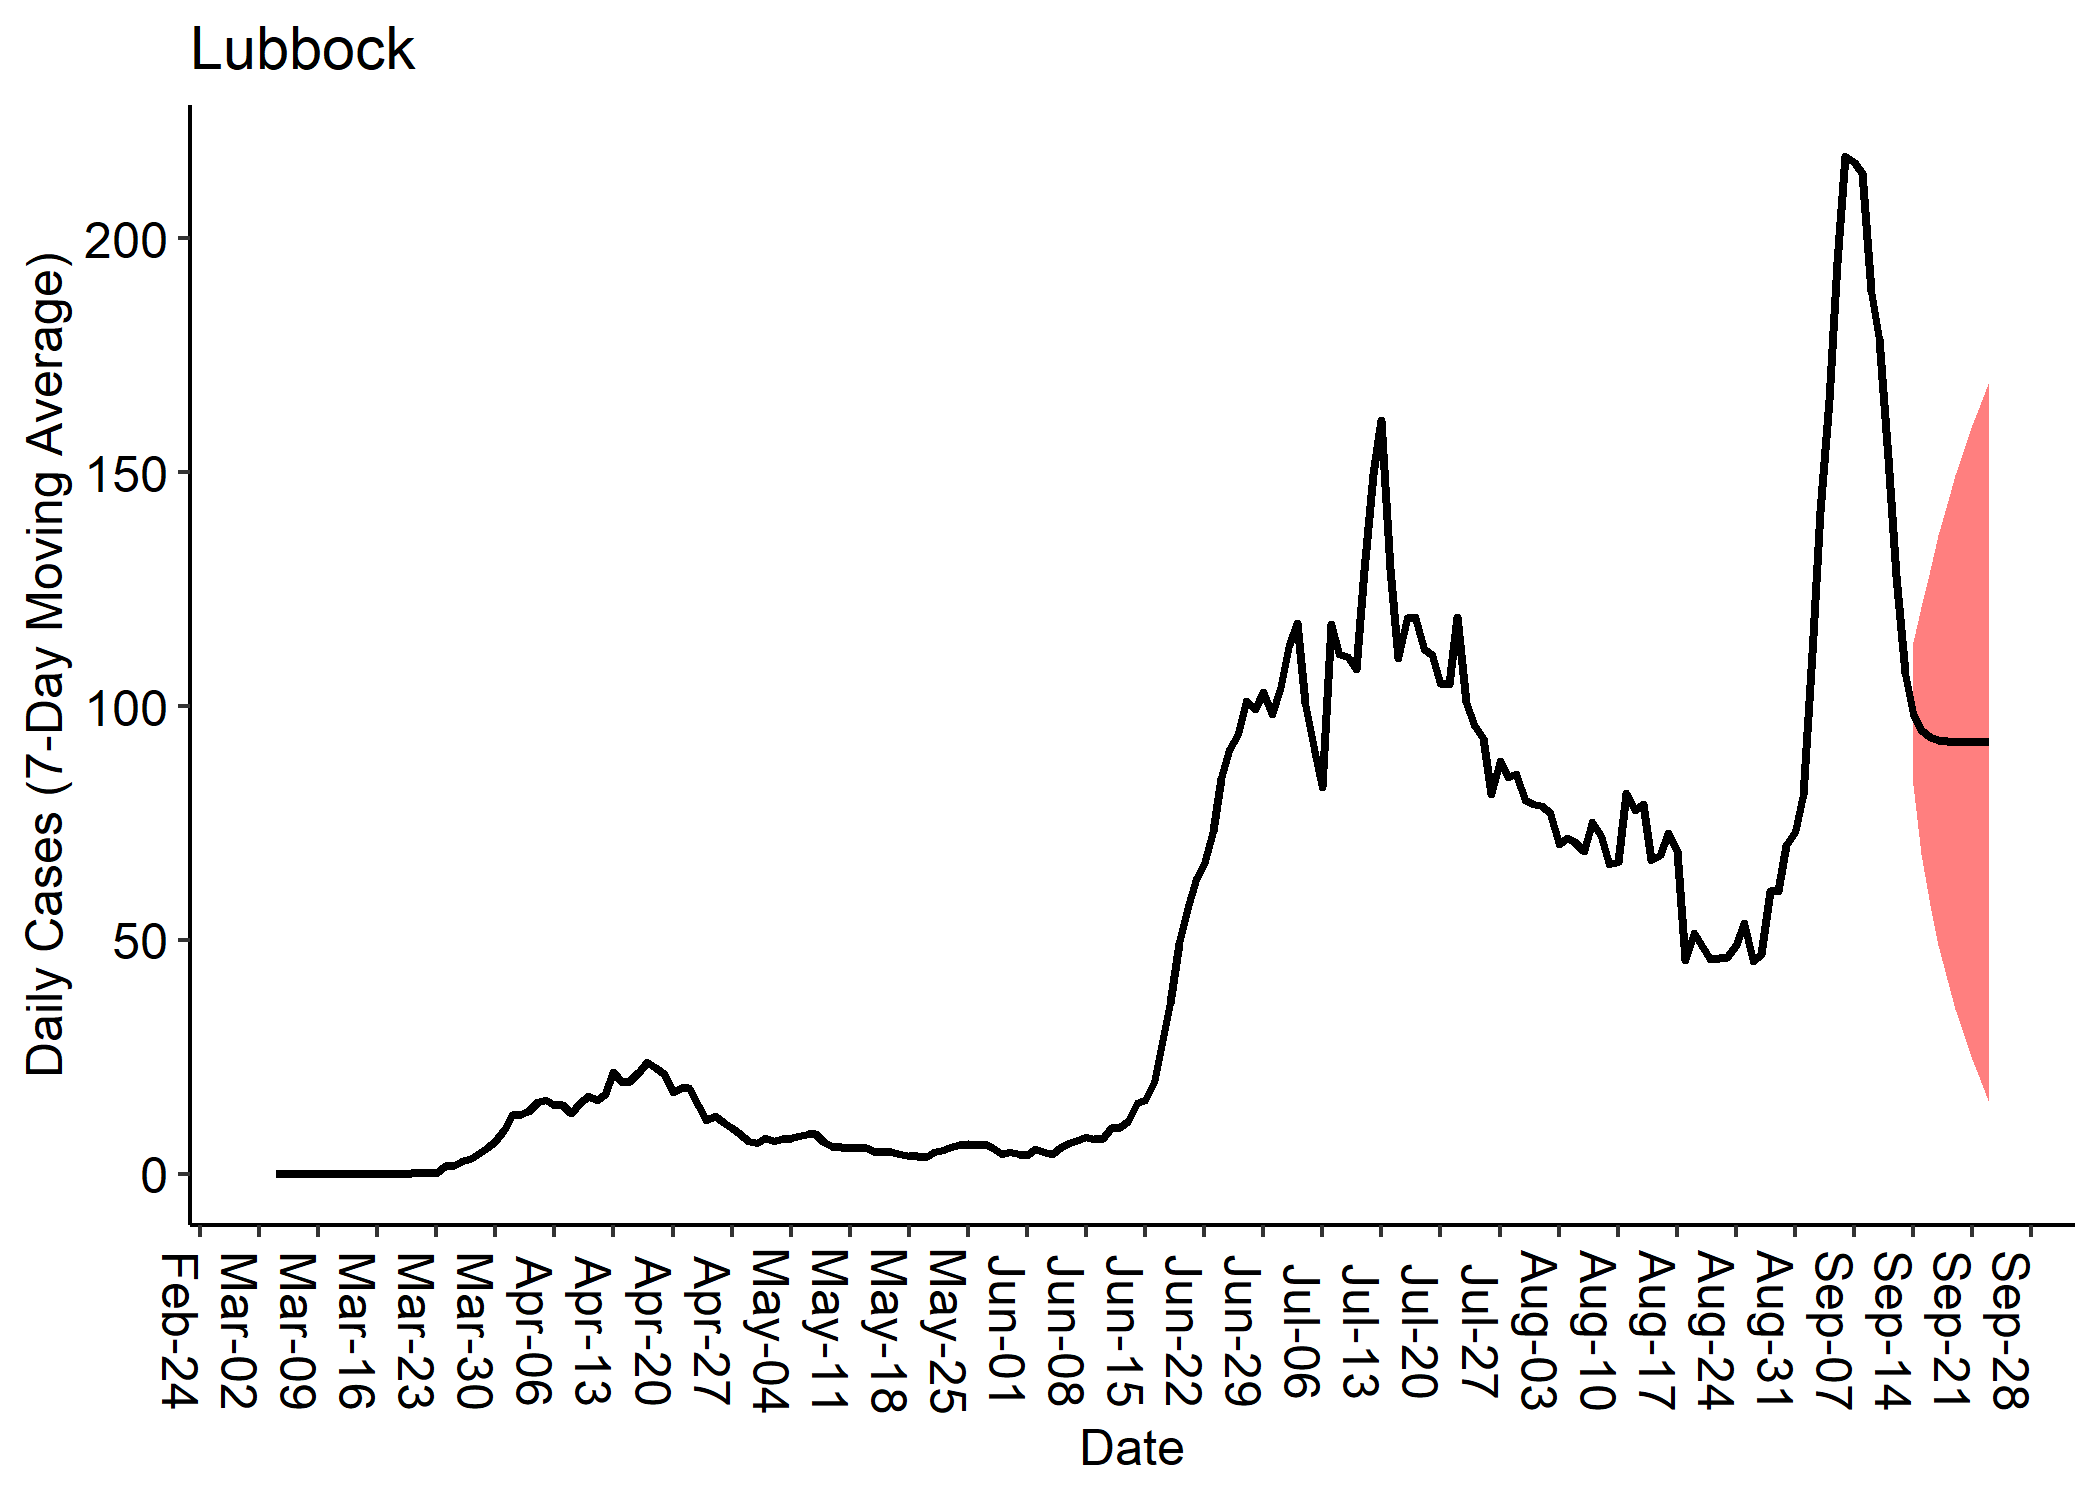 Lubbock
Daily Cases (7-Day Moving Average)
200
150
100
50
0
Feb-24
Mar-02
Mar-09
Mar-16
Mar-23
Mar-30
Apr-06
Apr-13
Apr-20
Apr-27
May-04
May-11
May-18
May-25
Jun-01
Jun-08
Jun-15
Jun-22
Jun-29
Jul-06
Jul-13
Jul-20
Jul-27
Aug-03
Aug-10
Aug-17
Aug-24
Aug-31
Sep-07
Sep-14
Sep-21
Sep-28
Date